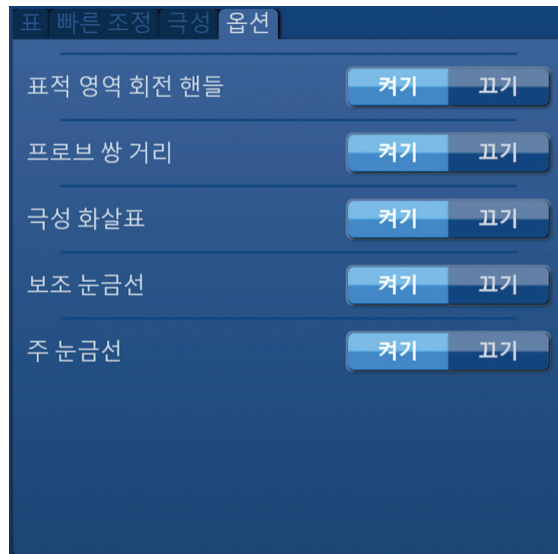 표 빠른 조정 극성 옵션
표적 영역 회전 핸들 켜기 끄기
프로브 쌍 거리 켜기 끄기
극성 화살표 켜기 끄기
보조 눈금선 켜기 끄기
주 눈금선 켜기 끄기